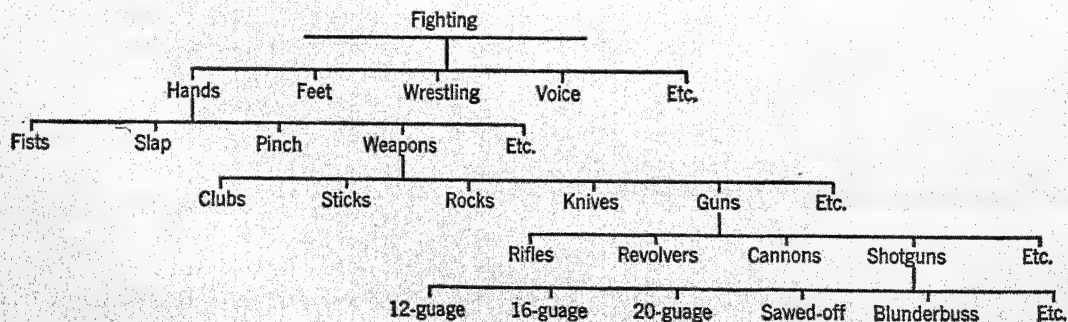 Fighting
Hands Feet Wrestling Voice Etc.
Fists Slap Pinch Weapons Etc.
Clubs Sticks Rocks Knives Guns Etc.
Rifles Revolvers Cannons Shotguns Etc.
12-guage 16-guage 20-guage Sawed-off Blunderbuss Etc.